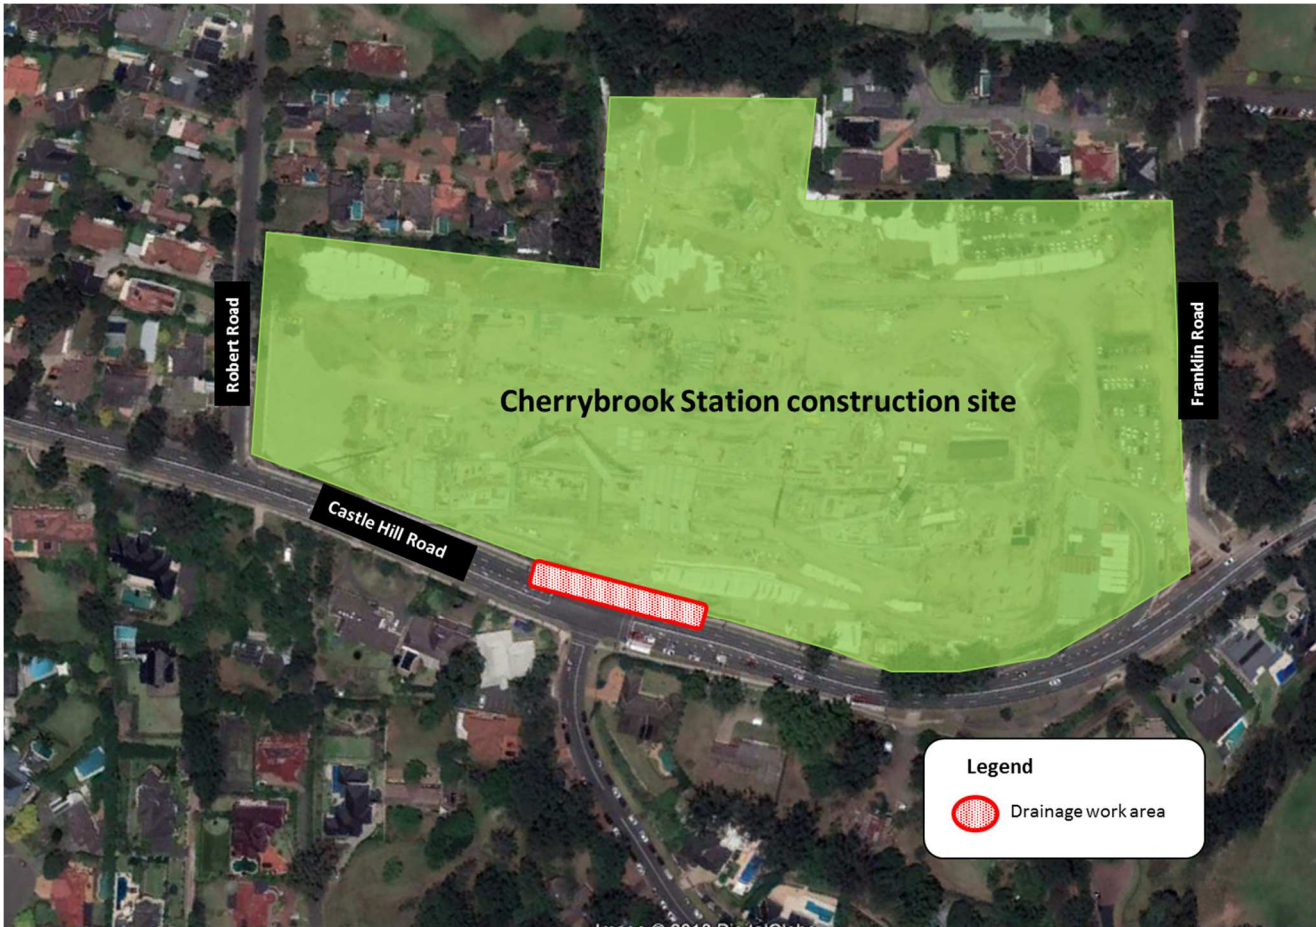 Robert Road
Franklin Road
Cherrybrook Station construction site
Castle Hill Road
Legend
Drainage work area